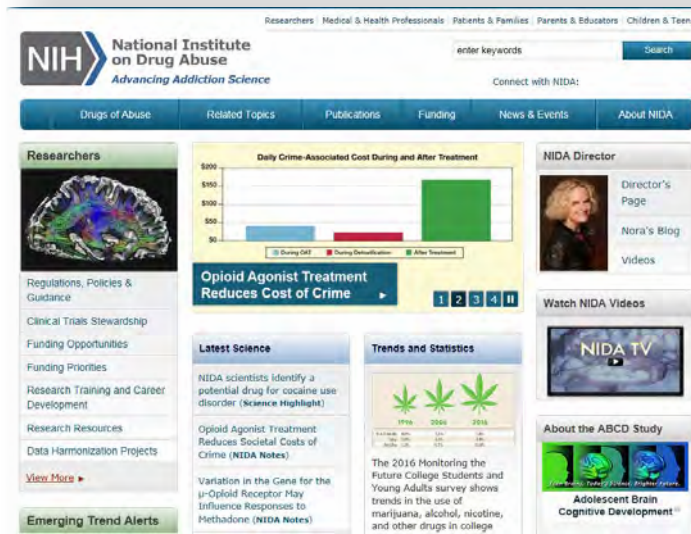 Researchers Medical & Health Professionals Patients & Families Parents & Educators Children & Teen
NIH
National Institute
on Drug Abuse
Advancing Addiction Science
enter keywords
Search
Connect with NIDA:
Drugs of Abuse Related Topics Publications Funding News & Events About NIDA
Researchers
Regulations, Policies &
Guidance
Clinical Trials Stewardship
Funding Opportunities
Funding Priorities
Research Training and Career
Development
Research Resources
Data Harmonization Projects
View More
Emerging Trend Alerts
Daily Crime-Associated Cost During and After Treatment
$200
$150
$100
$50
$0
During OAT During Detoxification After Treatment
Opioid Agonist Treatment
Reduces Cost of Crime
1 2 3 4
Latest Science
NIDA scientists identify a
potential drug for cocaine use
disorder (Science Highlight)
Opioid Agonist Treatment
Reduces Societal Costs of
Crime (NIDA Notes)
Variation in the Gene for the
μ-Opioid Receptor May
Influence Responses to
Methadone (NIDA Notes)
Trends and Statistics
1996 2006 2016
The 2016 Monitoring the
Future College Students and
Young Adults survey shows
trends in the use of
marijuana, alcohol, nicotine,
and other drugs in college
NIDA Director
Director's
Page
Nora's Blog
Videos
Watch NIDA Videos
NIDA TV
About the ABCD Study
Adolescent Brain
Cognitive Development